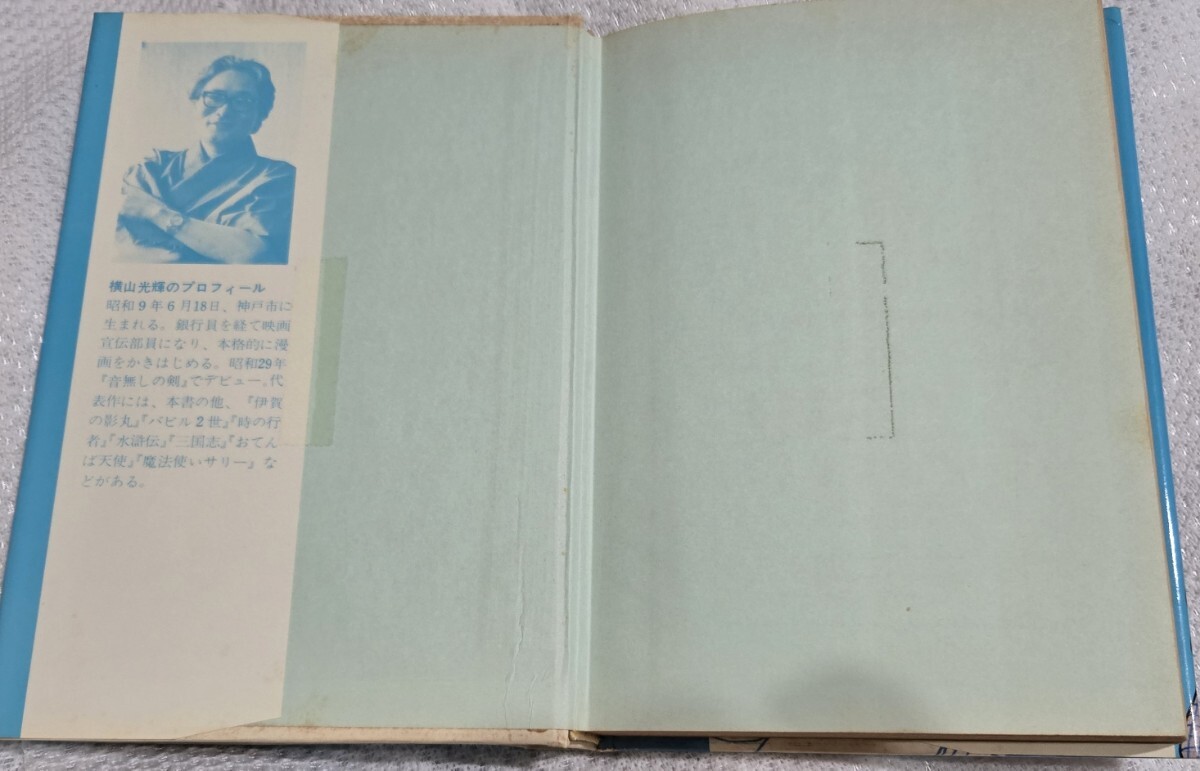 横山光輝のプロフィール
昭和9年6月18日、神戸市に
生まれる。銀行員を経て映画
宣伝部員になり、本格的に漫
画をかきはじめる。昭和29年
『音無しの剣』でデビュー。代
表作には、本書の他、『伊賀
の影丸』『バビル2世』『時の行
者』『水滸伝』『三国志』『おてん
ば天使』『魔法使いサリー』な
どがある。